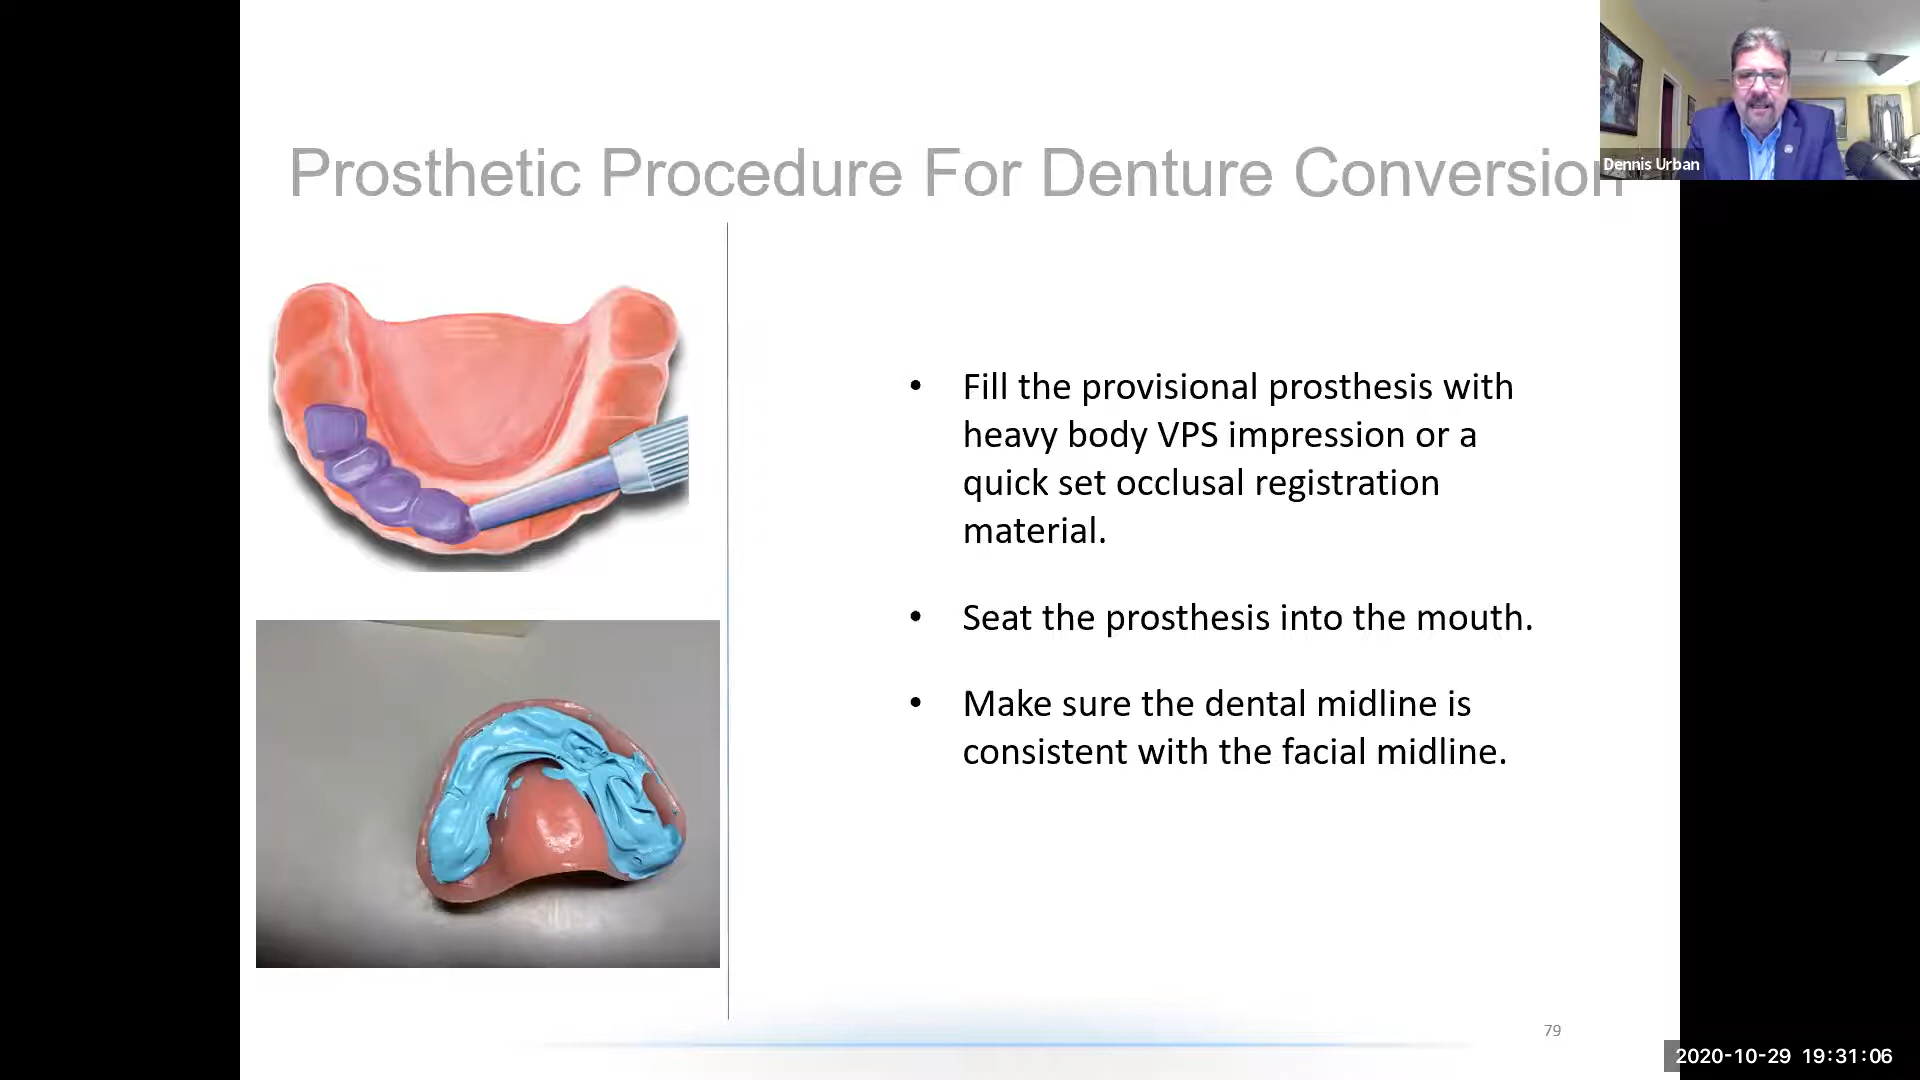 Prosthetic Procedure For Denture Conversion
Dennis Urban
• Fill the provisional prosthesis with
heavy body VPS impression or a
quick set occlusal registration
material.
• Seat the prosthesis into the mouth.
• Make sure the dental midline is
consistent with the facial midline.
79
2020-10-29 19:31:06